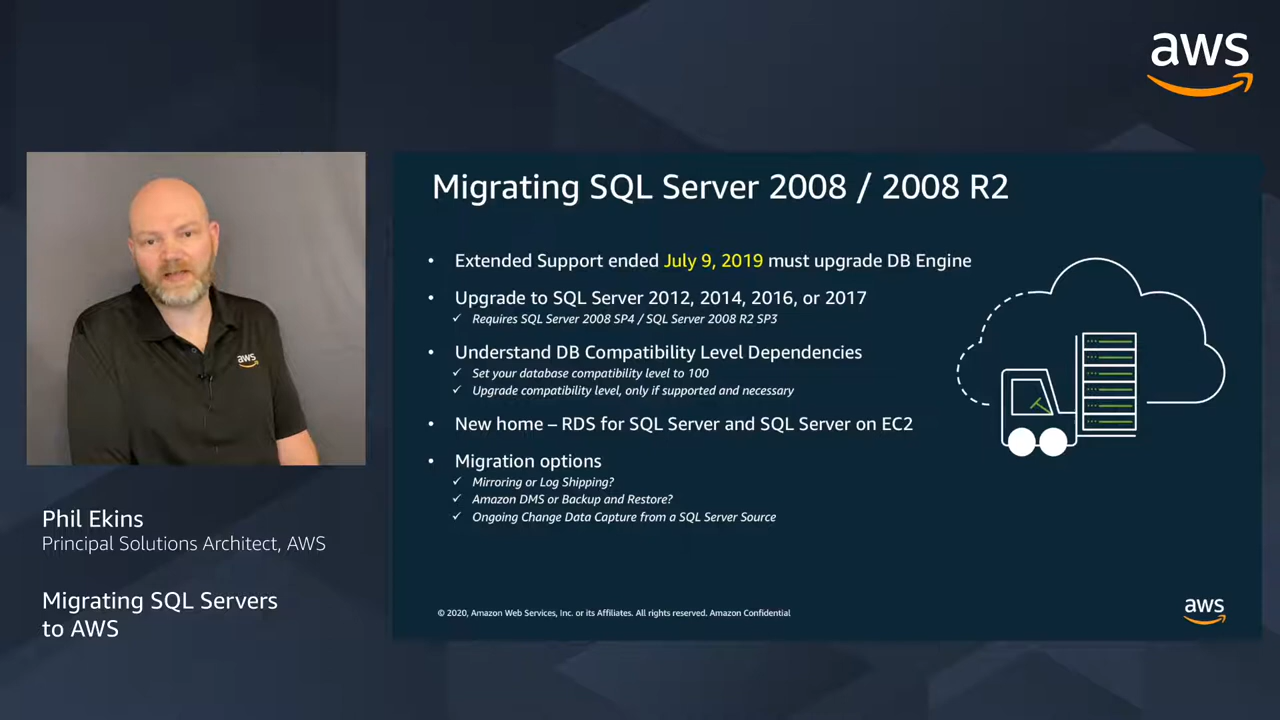 aws
Migrating SQL Server 2008 / 2008 R2
• Extended Support ended July 9, 2019 must upgrade DB Engine
• Upgrade to SQL Server 2012, 2014, 2016, or 2017
✓ Requires SQL Server 2008 SP4 / SQL Server 2008 R2 SP3
• Understand DB Compatibility Level Dependencies
✓ Set your database compatibility level to 100
✓ Upgrade compatibility level, only if supported and necessary
• New home – RDS for SQL Server and SQL Server on EC2
• Migration options
✓ Mirroring or Log Shipping?
✓ Amazon DMS or Backup and Restore?
✓ Ongoing Change Data Capture from a SQL Server Source
© 2020, Amazon Web Services, Inc. or its Affiliates. All rights reserved. Amazon Confidential
aws
aws
Phil Ekins
Principal Solutions Architect, AWS
Migrating SQL Servers
to AWS